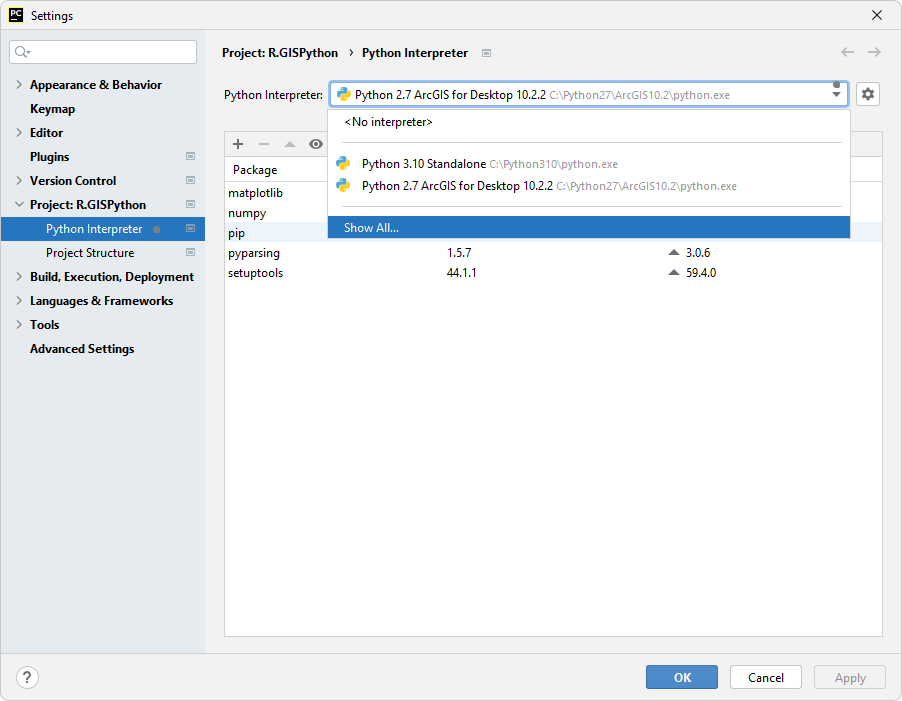 PC Settings
Project: R.GISPython › Python Interpreter
Appearance & Behavior
Keymap
Editor
Plugins
Version Control
Project: R.GISPython
Python Interpreter
Project Structure
Build, Execution, Deployment
Languages & Frameworks
Tools
Advanced Settings
Python Interpreter: Python 2.7 ArcGIS for Desktop 10.2.2 C:\Python27\ArcGIS10.2\python.exe
<No interpreter>
Python 3.10 Standalone C:\Python310\python.exe
Python 2.7 ArcGIS for Desktop 10.2.2 C:\Python27\ArcGIS10.2\python.exe
Show All...
Package
matplotlib
numpy
pip
pyparsing 1.5.7 3.0.6
setuptools 44.1.1 59.4.0
? OK Cancel Apply